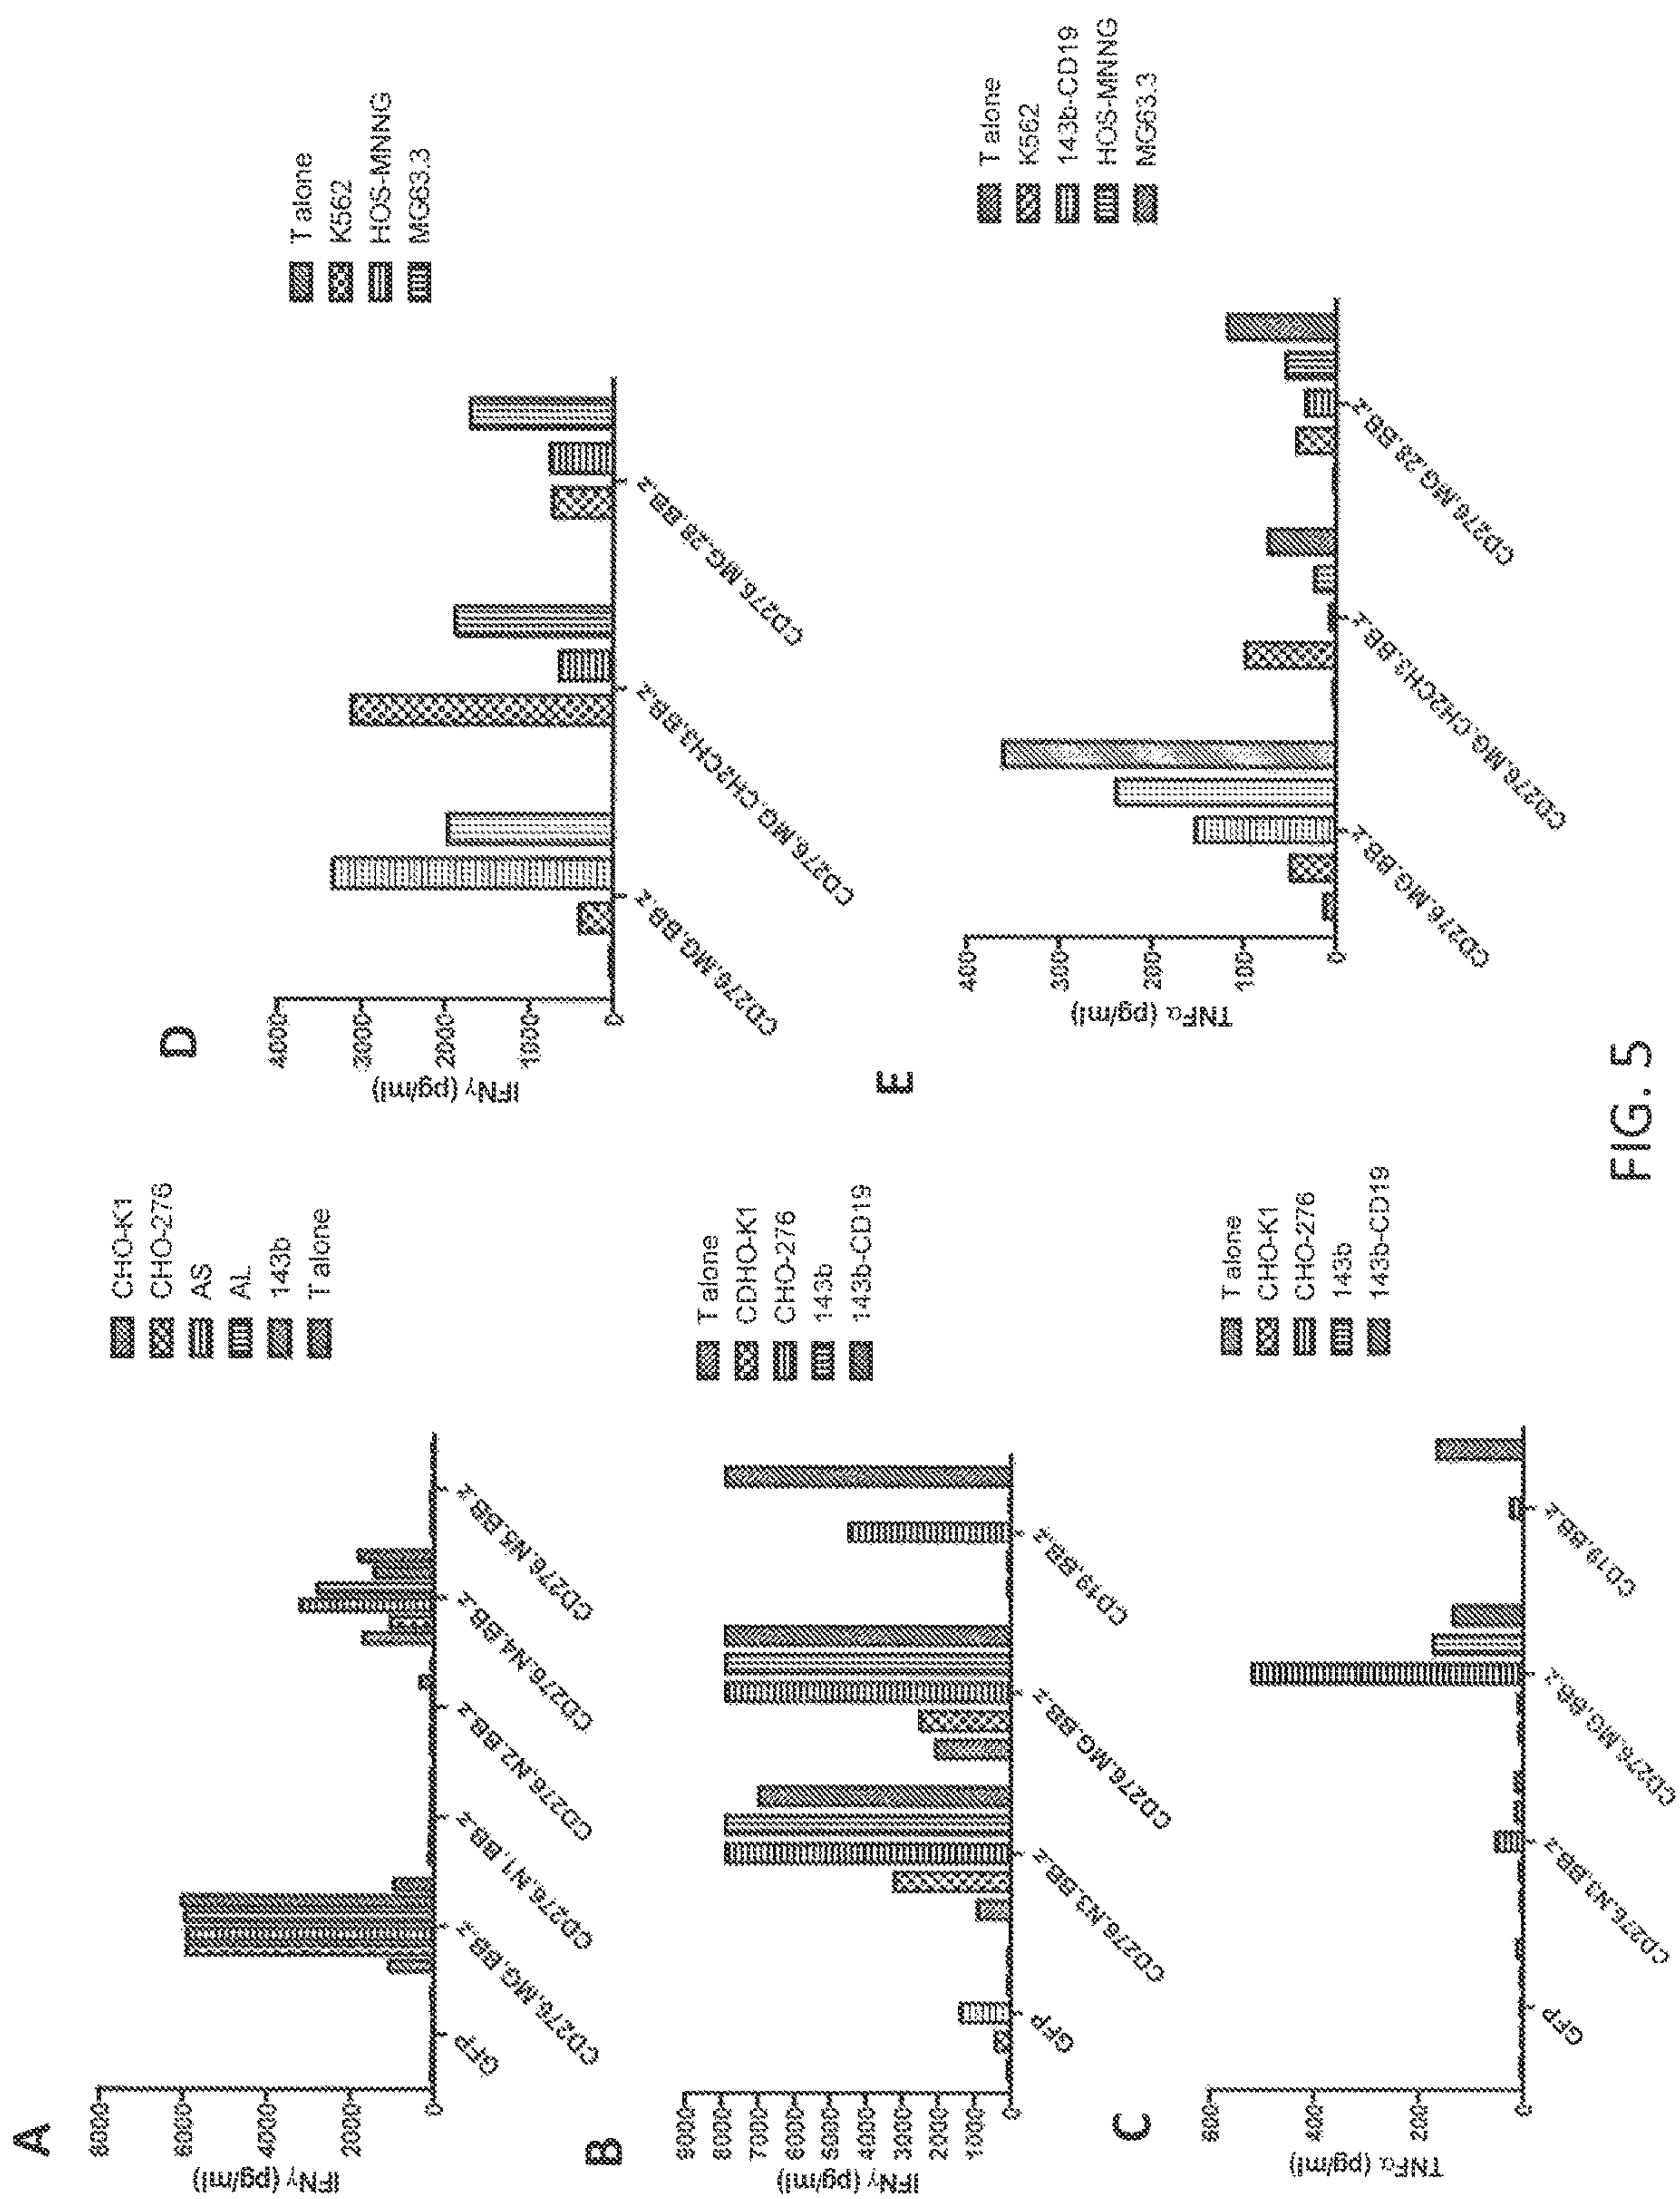 A
IFNγ (pg/ml)
8000
6000
4000
2000
0
GFP
CD276.MG.BB.z
CD276.N1.BB.z
CD276.N2.BB.z
CD276.N4.BB.z
CD276.N5.BB.z
CHO-K1
CHO-276
AS
AL
143b
T alone
B
IFNγ (pg/ml)
9000
8000
7000
6000
5000
4000
3000
2000
1000
0
GFP
CD276.N3.BB.z
CD276.MG.BB.z
CD19.BB.z
T alone
CDHO-K1
CHO-276
143b
143b-CD19
C
TNFα (pg/ml)
600
400
200
0
GFP
CD276.N3.BB.z
CD276.MG.BB.z
CD19.BB.z
T alone
CHO-K1
CHO-276
143b
143b-CD19
D
IFNγ (pg/ml)
4000
3000
2000
1000
0
CD276.MG.BB.z
CD276.MG.CH2CH3.BB.z
CD276.MG.28.BB.z
T alone
K562
HOS-MNNG
MG63.3
E
TNFα (pg/ml)
400
300
200
100
0
CD276.MG.BB.z
CD276.MG.CH2CH3.BB.z
CD276.MG.28.BB.z
T alone
K562
143b-CD19
HOS-MNNG
MG63.3
FIG. 5